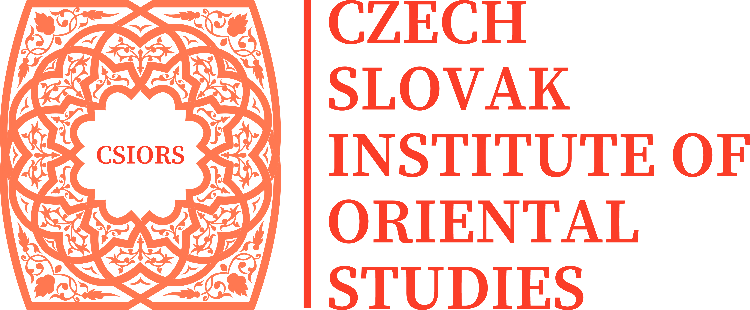 CSIORS
CZECH
SLOVAK
INSTITUTE OF
ORIENTAL
STUDIES